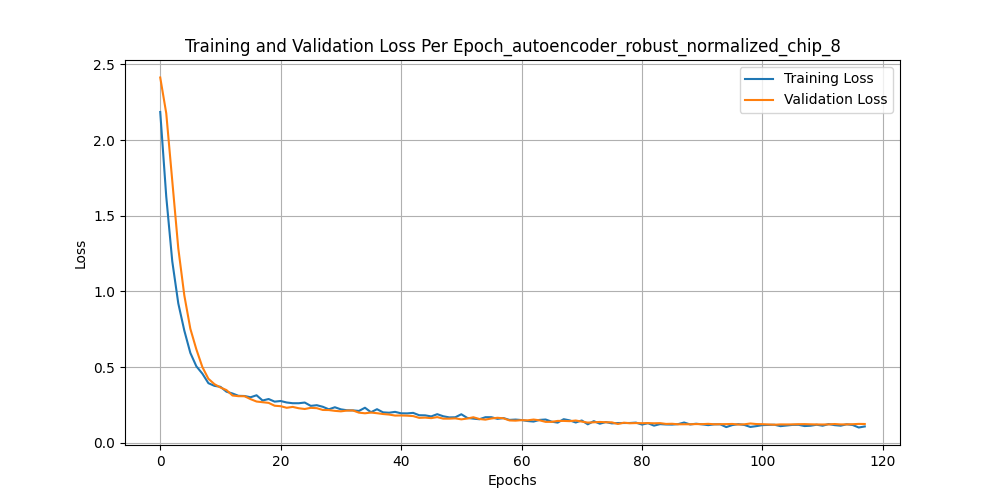 Training and Validation Loss Per Epoch_autoencoder_robust_normalized_chip_8
Training Loss
Validation Loss
2.5
2.0
1.5
1.0
0.5
0.0
Loss
0 20 40 60 80 100 120
Epochs